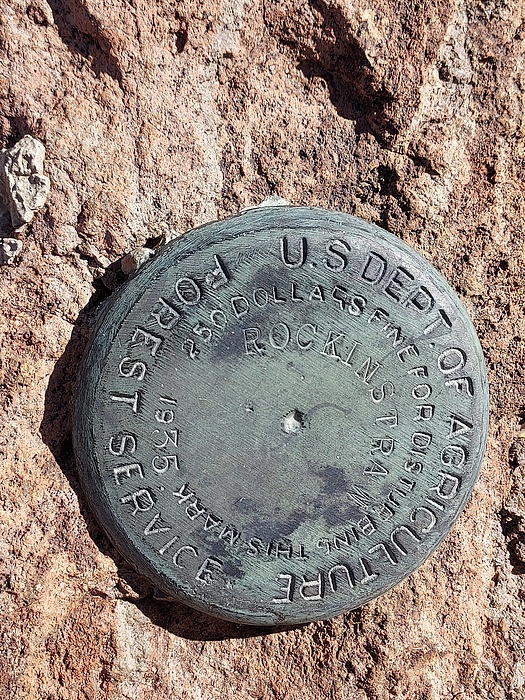 U.S. DEPT. OF AGRICULTURE
FOREST SERVICE
250 DOLLARS FINE FOR DISTURBING THIS MARK
ROCKINSTRAW
1935